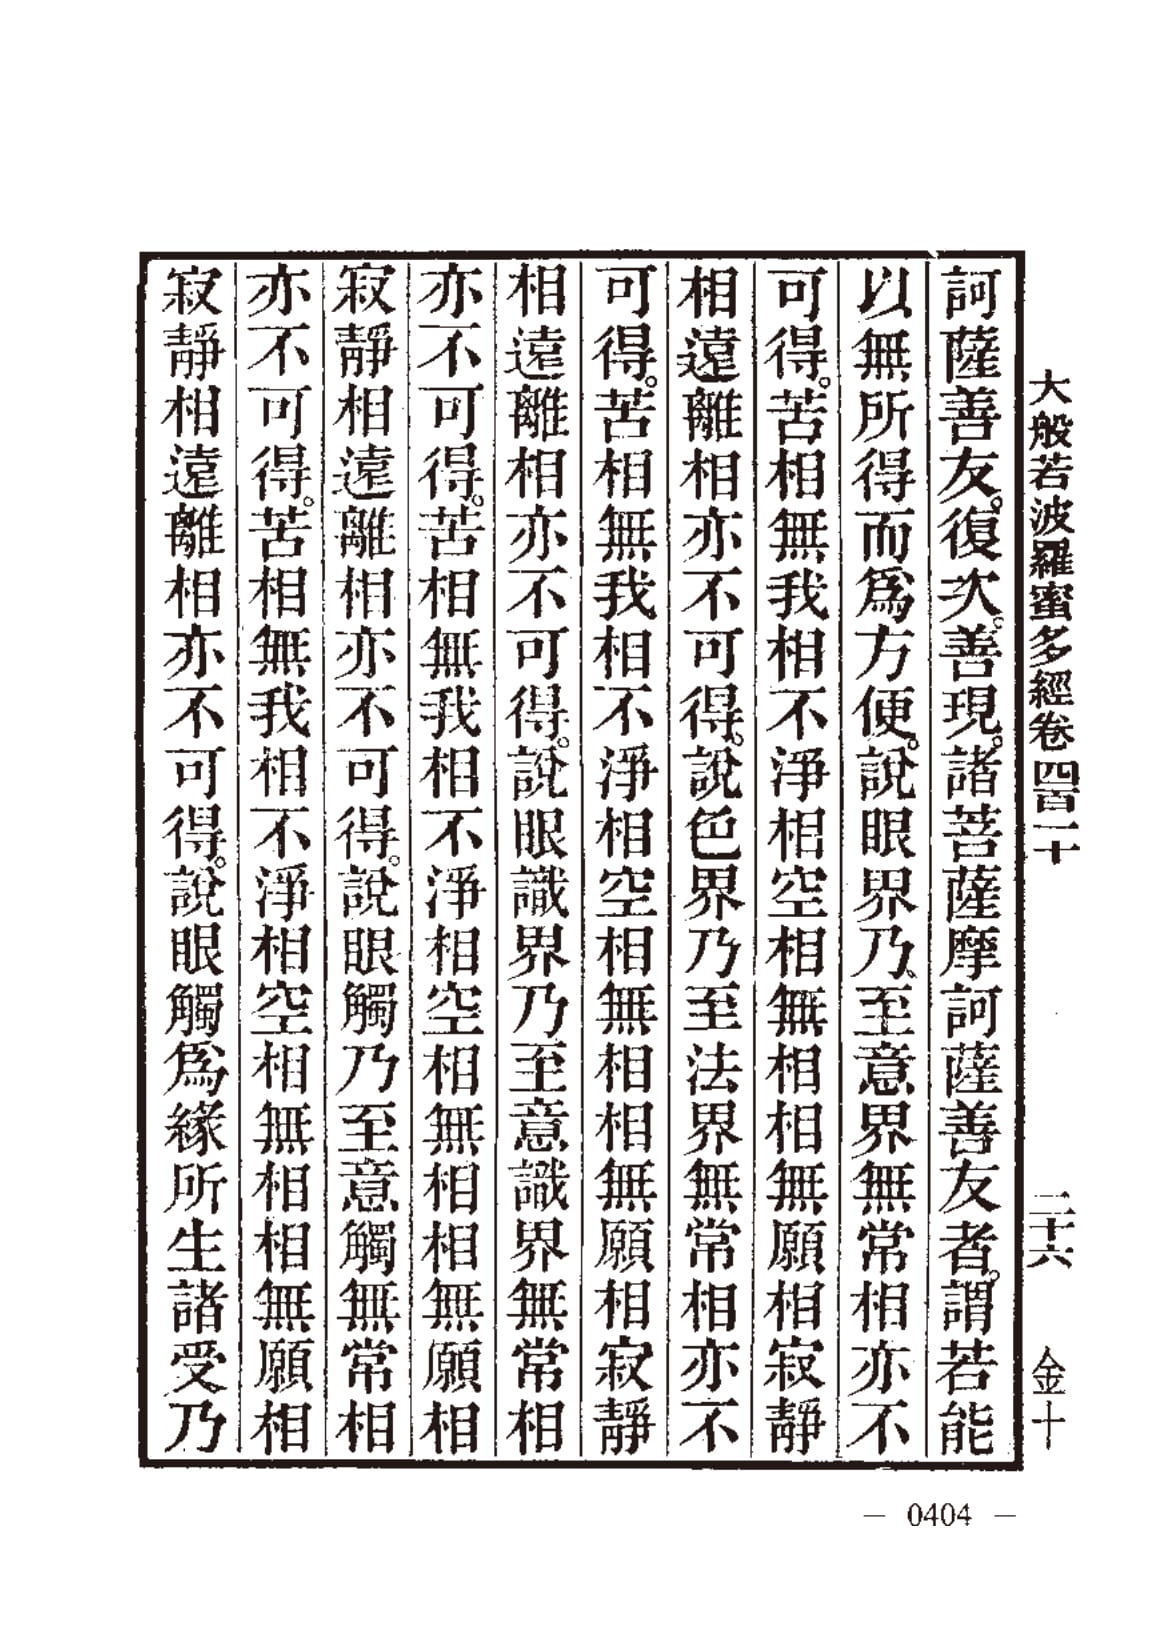 大般若波羅蜜多經卷四百一十 二十六 金十
訶薩善友。復次。善現。諸菩薩摩訶薩善友者。謂若能
以無所得而爲方便。說眼界乃、至意界無常相亦不
可得。苦相無我相不淨相空相無相相無願相寂靜
相遠離相亦不可得。說色界乃至法界無常相亦不
可得。苦相無我相不淨相空相無相相無願相寂靜
相遠離相亦不可得。說眼識界乃至意識界無常相
亦不可得。苦相無我相不淨相空相無相相無願相
寂靜相遠離相亦不可得。說眼觸乃至意觸無常相
亦不可得。苦相無我相不淨相空相無相相無願相
寂靜相遠離相亦不可得。說眼觸爲緣所生諸受乃
— 0404 —